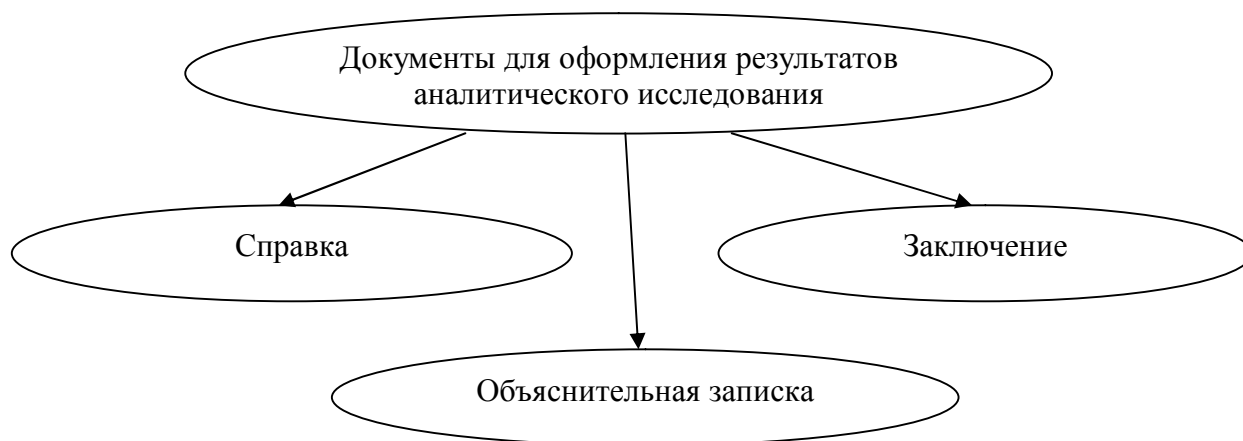 Документы для оформления результатов
аналитического исследования
Справка
Заключение
Объяснительная записка